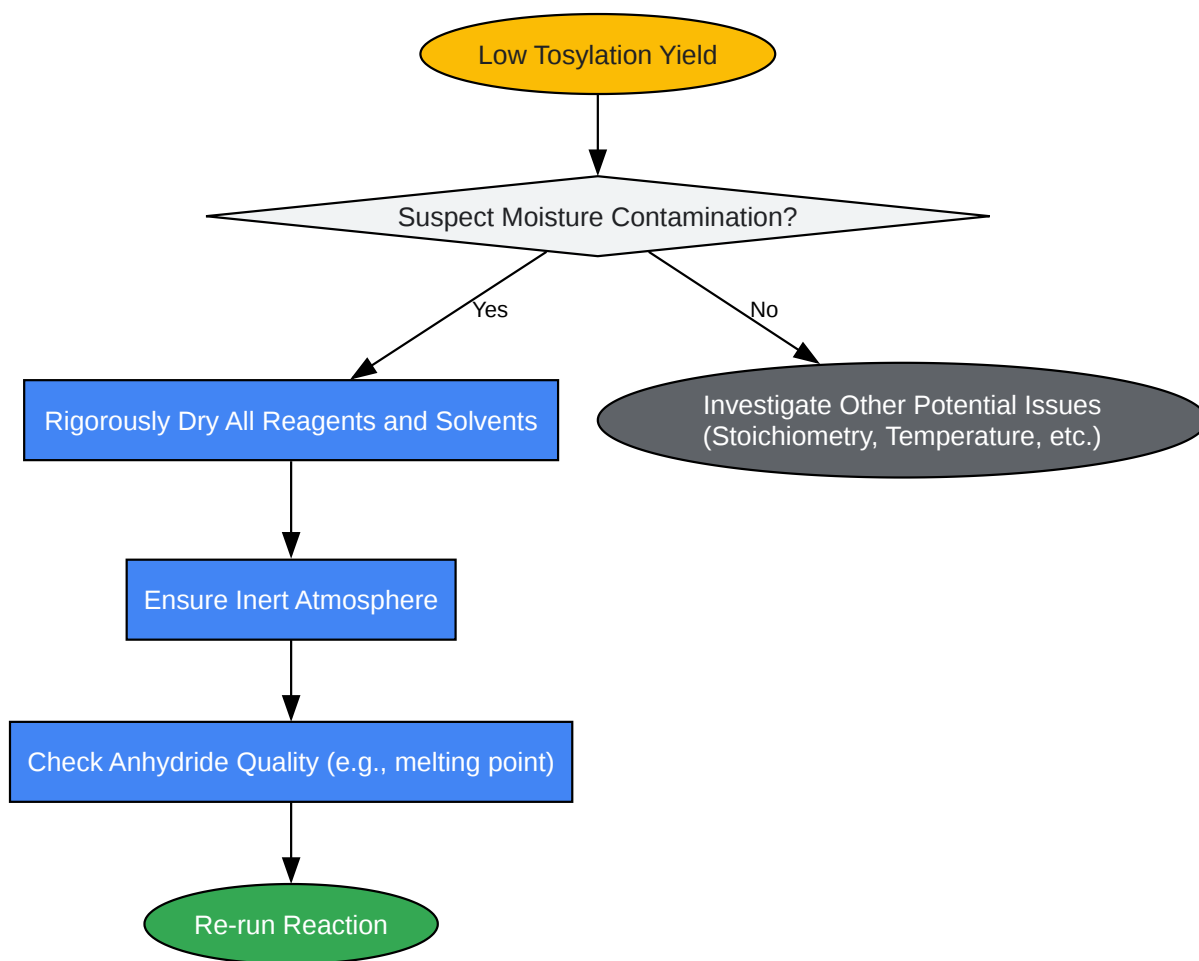 Low Tosylation Yield
Suspect Moisture Contamination?
Yes
No
Rigorously Dry All Reagents and Solvents
Investigate Other Potential Issues
(Stoichiometry, Temperature, etc.)
Ensure Inert Atmosphere
Check Anhydride Quality (e.g., melting point)
Re-run Reaction